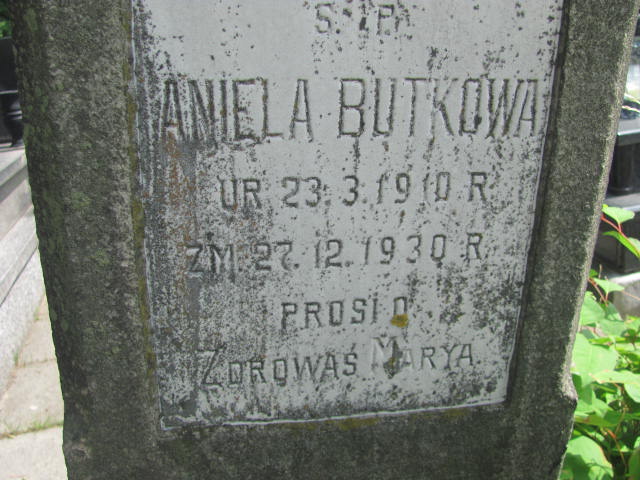 Ś.†P.
ANIELA BUTKOWA
UR 23.3.1910 R.
ZM. 27.12.1930 R.
PROSI O
ZDROWAŚ MARYA